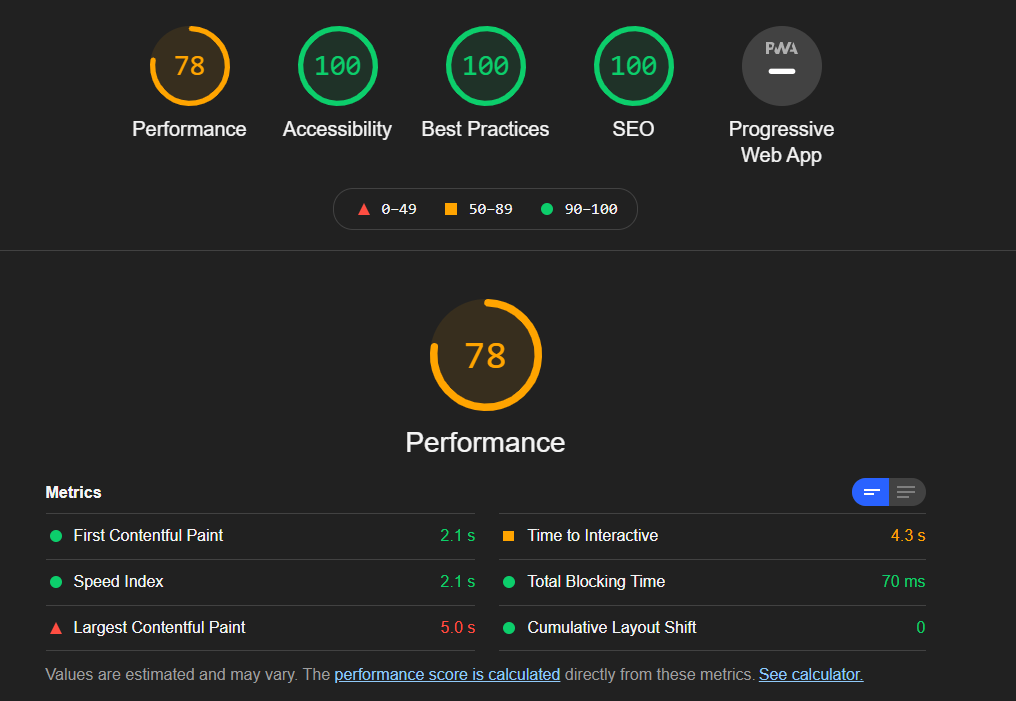 78 100 100 100 PWA
Performance Accessibility Best Practices SEO Progressive
Web App
0–49 50–89 90–100
78
Performance
Metrics
First Contentful Paint 2.1 s Time to Interactive 4.3 s
Speed Index 2.1 s Total Blocking Time 70 ms
Largest Contentful Paint 5.0 s Cumulative Layout Shift 0
Values are estimated and may vary. The performance score is calculated directly from these metrics. See calculator.